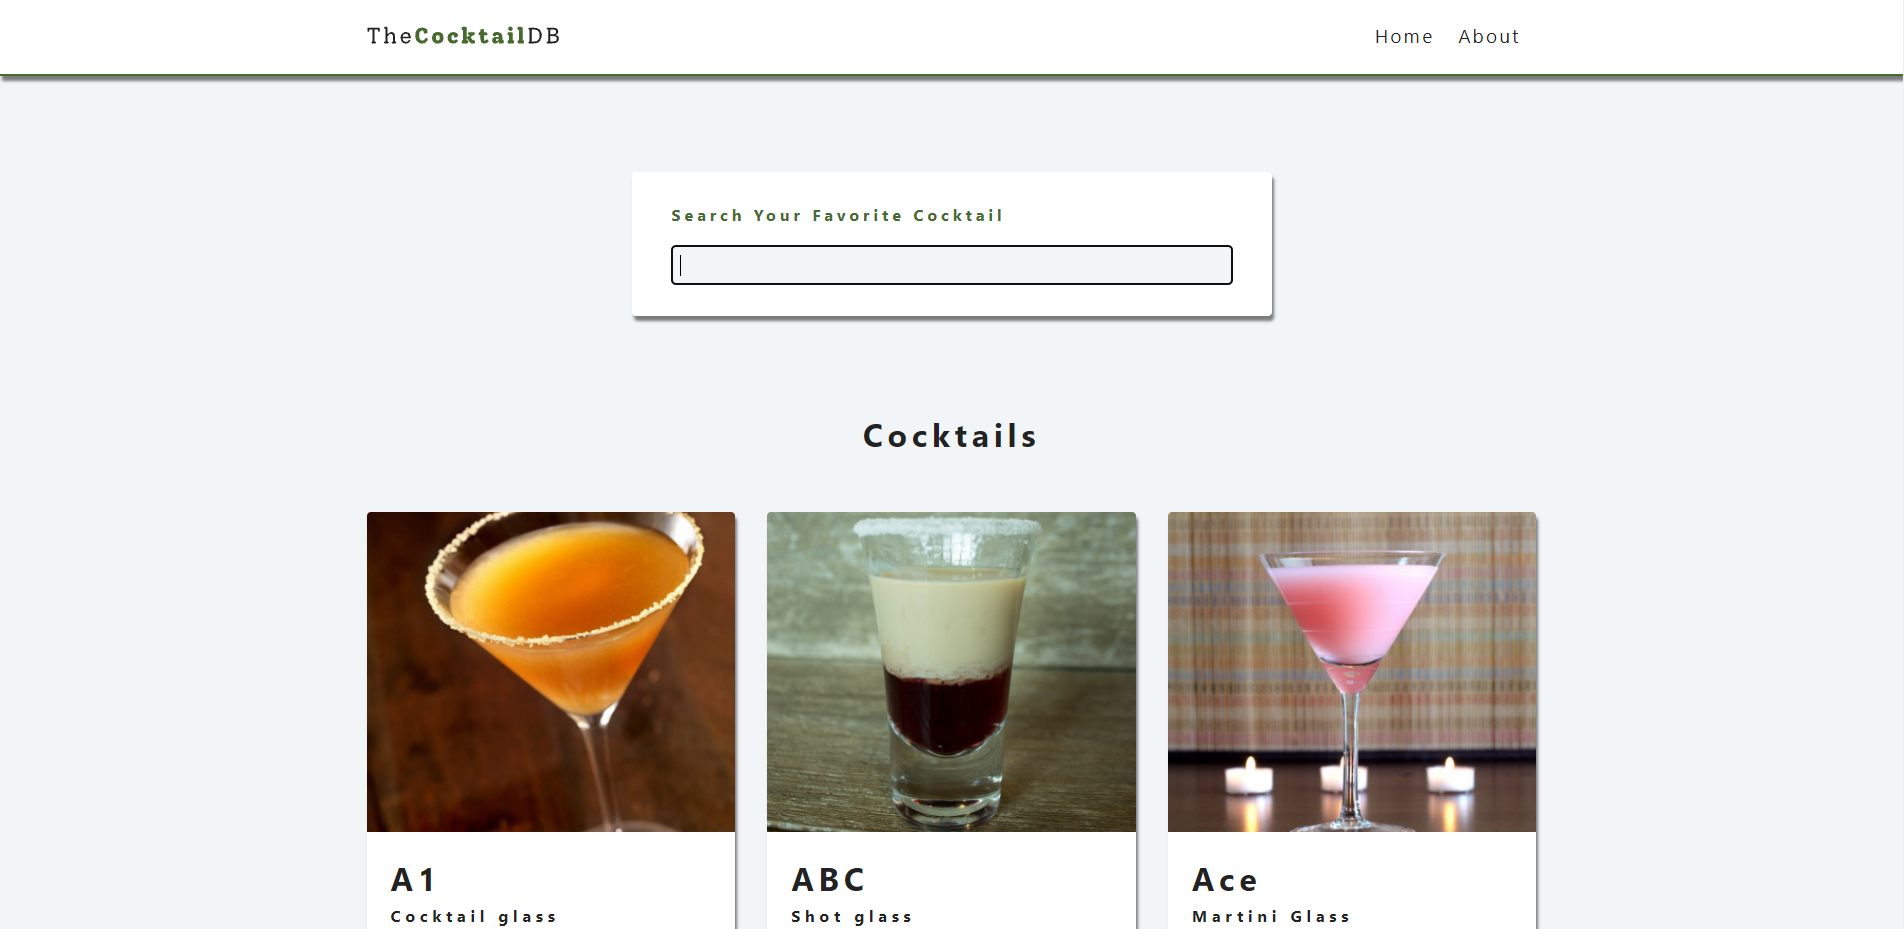 TheCocktailDB
Home About
Search Your Favorite Cocktail
Cocktails
A1
Cocktail glass
ABC
Shot glass
Ace
Martini Glass